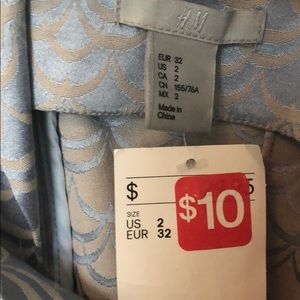 H&M
EUR 32
US 2
CA 2
CN 155/76A
MX 2
Made in
China
$
5
$10
SIZE
US 2
EUR 32